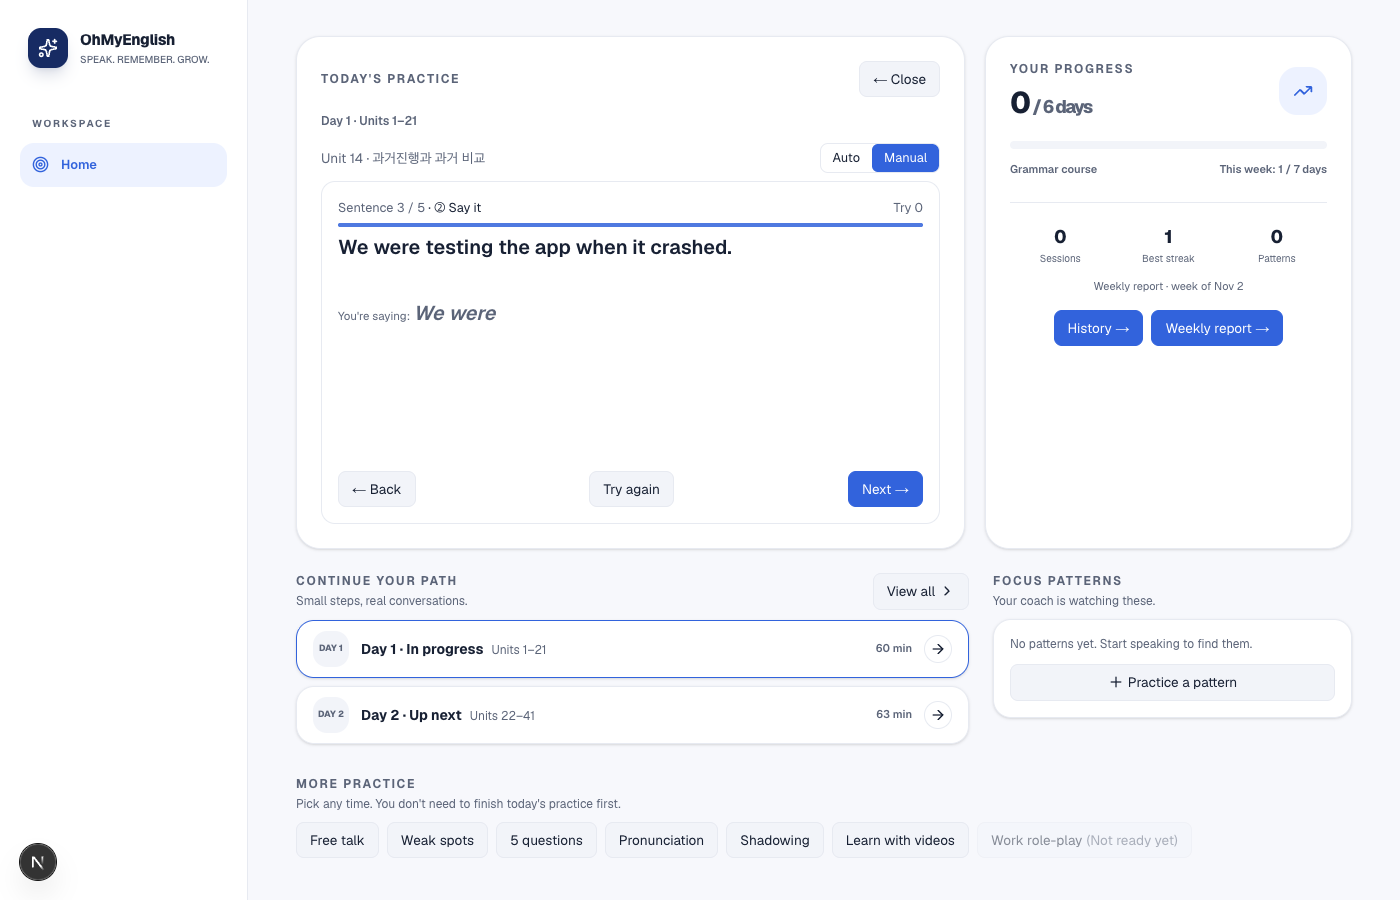 OhMyEnglish
SPEAK. REMEMBER. GROW.
WORKSPACE
Home
TODAY'S PRACTICE
← Close
Day 1 · Units 1–21
Unit 14 · 과거진행과 과거 비교
Auto
Manual
Sentence 3 / 5 · ② Say it
Try 0
We were testing the app when it crashed.
You're saying: We were
← Back
Try again
Next →
YOUR PROGRESS
0 / 6 days
Grammar course
This week: 1 / 7 days
0
Sessions
1
Best streak
0
Patterns
Weekly report · week of Nov 2
History →
Weekly report →
CONTINUE YOUR PATH
Small steps, real conversations.
View all
DAY 1
Day 1 · In progress Units 1–21
60 min
DAY 2
Day 2 · Up next Units 22–41
63 min
FOCUS PATTERNS
Your coach is watching these.
No patterns yet. Start speaking to find them.
+ Practice a pattern
MORE PRACTICE
Pick any time. You don't need to finish today's practice first.
Free talk
Weak spots
5 questions
Pronunciation
Shadowing
Learn with videos
Work role-play (Not ready yet)
N